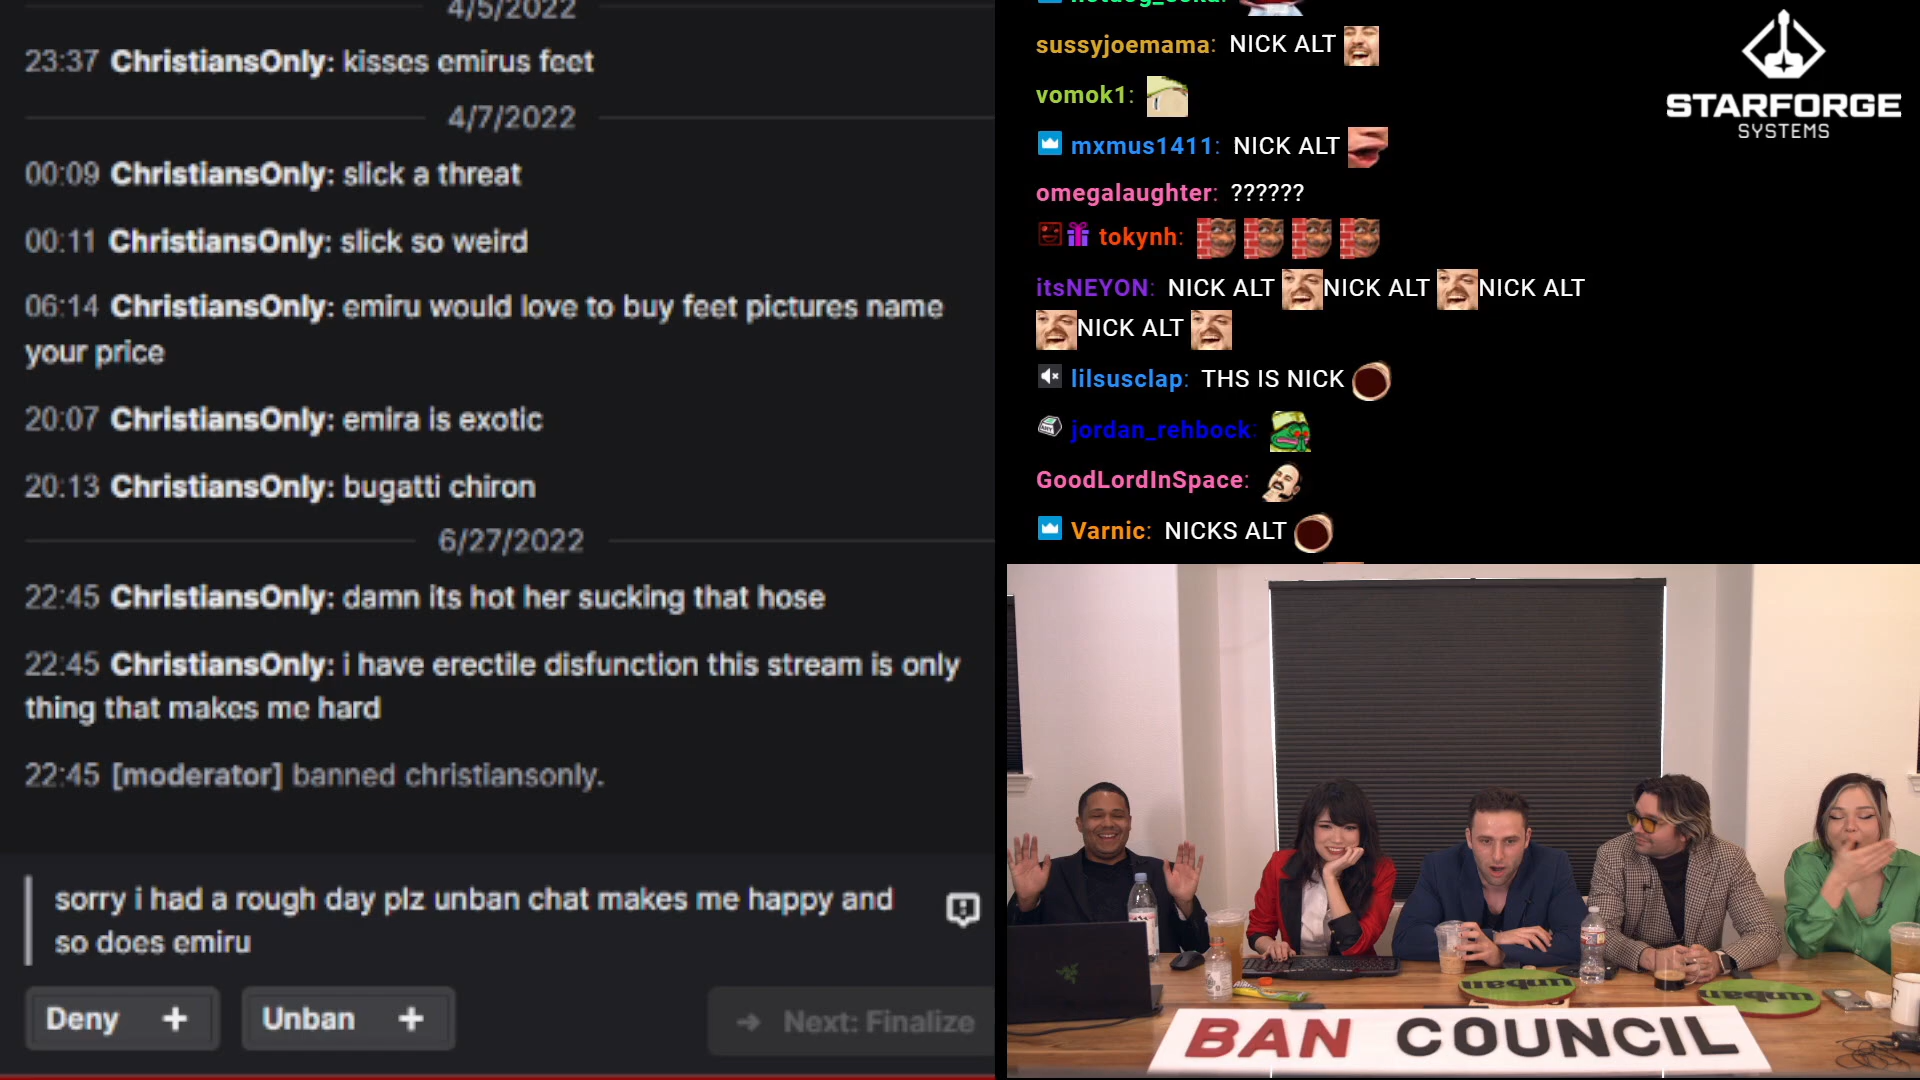 4/5/2022
23:37 ChristiansOnly: kisses emirus feet
4/7/2022
00:09 ChristiansOnly: slick a threat
00:11 ChristiansOnly: slick so weird
06:14 ChristiansOnly: emiru would love to buy feet pictures name
your price
20:07 ChristiansOnly: emira is exotic
20:13 ChristiansOnly: bugatti chiron
6/27/2022
22:45 ChristiansOnly: damn its hot her sucking that hose
22:45 ChristiansOnly: i have erectile disfunction this stream is only
thing that makes me hard
22:45 [moderator] banned christiansonly.
sorry i had a rough day plz unban chat makes me happy and
so does emiru
Deny +
Unban +
→ Next: Finalize
sussyjoemama: NICK ALT
vomok1:
mxmus1411: NICK ALT
omegalaughter: ??????
tokynh:
itsNEYON: NICK ALT NICK ALT NICK ALT
NICK ALT
lilsusclap: THS IS NICK
jordan_rehbock:
GoodLordInSpace:
Varnic: NICKS ALT
STARFORGE
SYSTEMS
unban
unban
BAN COUNCIL